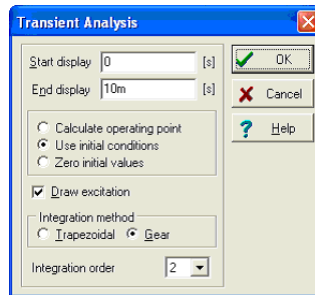 Transient Analysis
Start display 0 [s]
End display 10m [s]
Calculate operating point
Use initial conditions
Zero initial values
Draw excitation
Integration method
Trapezoidal Gear
Integration order 2
OK
Cancel
? Help